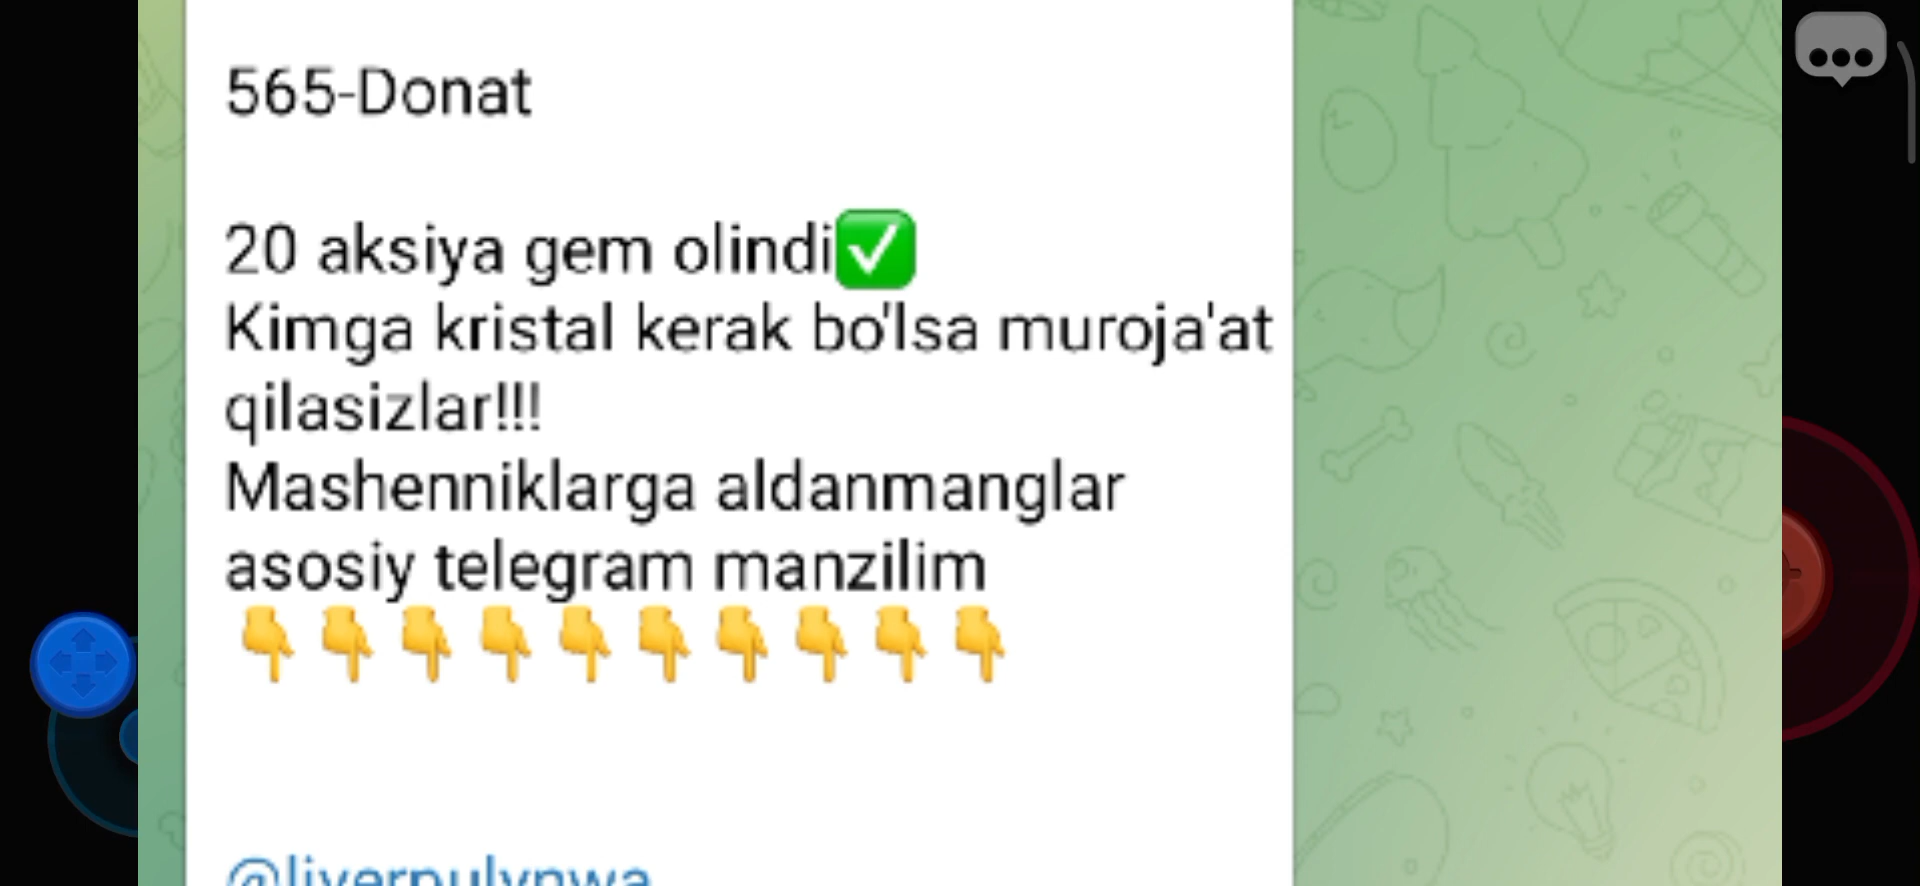 565-Donat
20 aksiya gem olindi✅
Kimga kristal kerak bo'lsa muroja'at
qilasizlar!!!
Mashenniklarga aldanmanglar
asosiy telegram manzilim
👇👇👇👇👇👇👇👇👇👇
@liverpulynwa